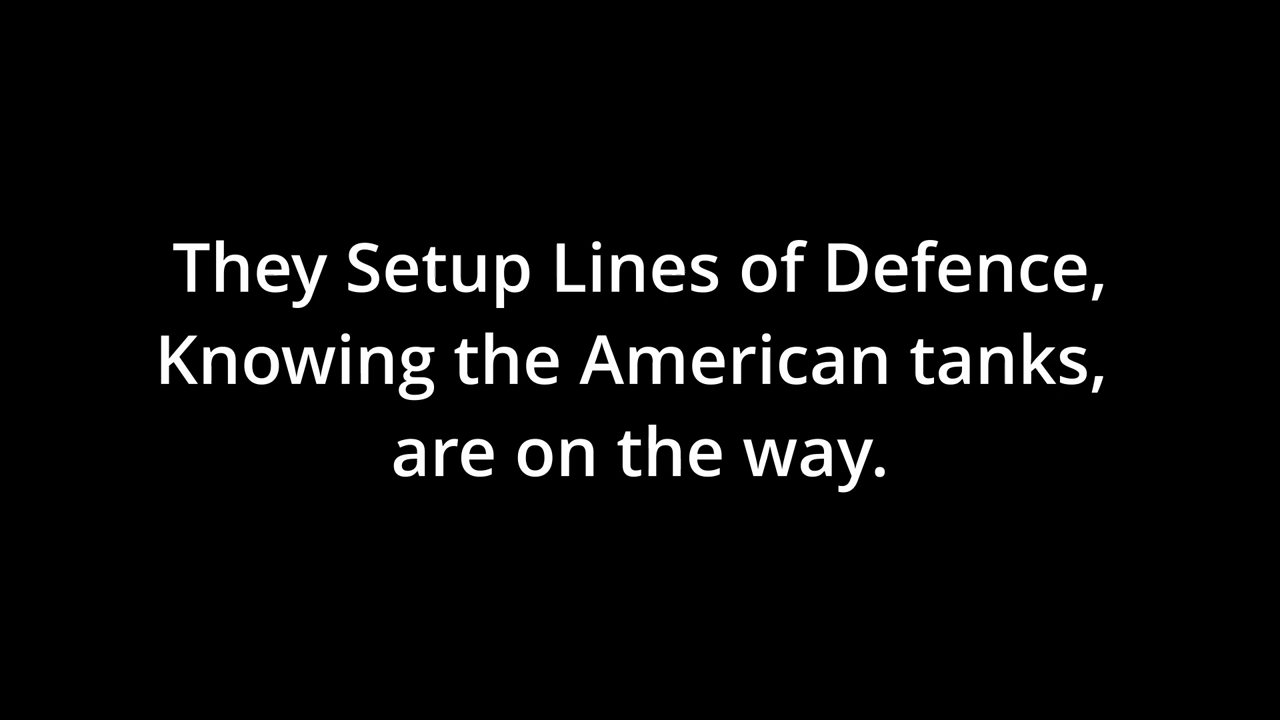 They Setup Lines of Defence,
Knowing the American tanks,
are on the way.